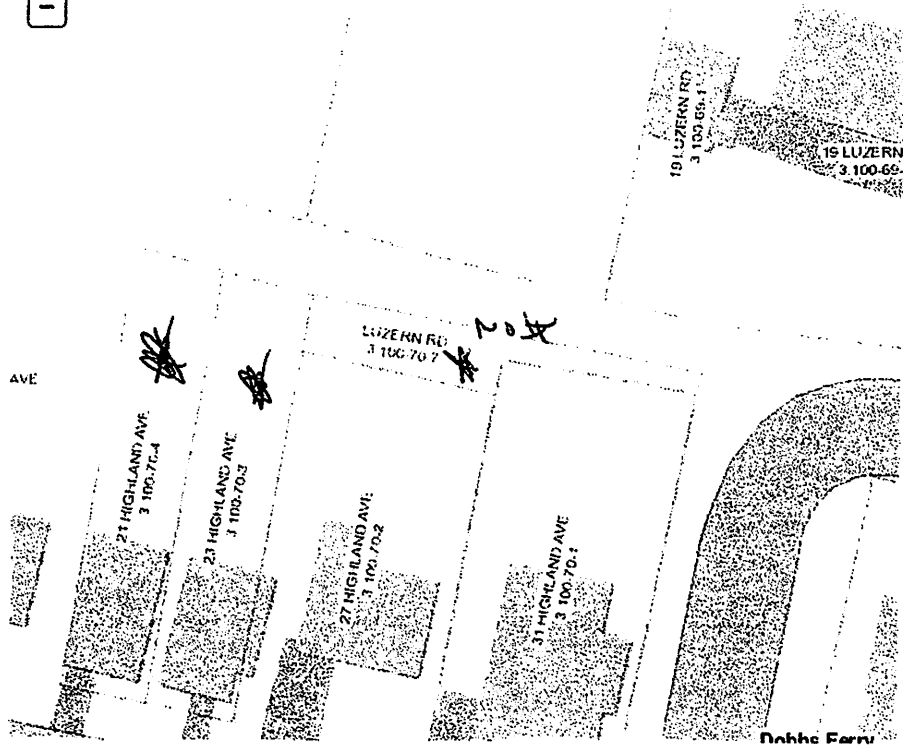 19 LUZERN RD
3.100-69-1
19 LUZERN
3.100-69-
LUZERN RD
3.100-70-7
AVE
21 HIGHLAND AVE
3.100-70-4
23 HIGHLAND AVE
3.100-70-3
27 HIGHLAND AVE
3.100-70-2
31 HIGHLAND AVE
3.100-70-1
Dobbs Ferry